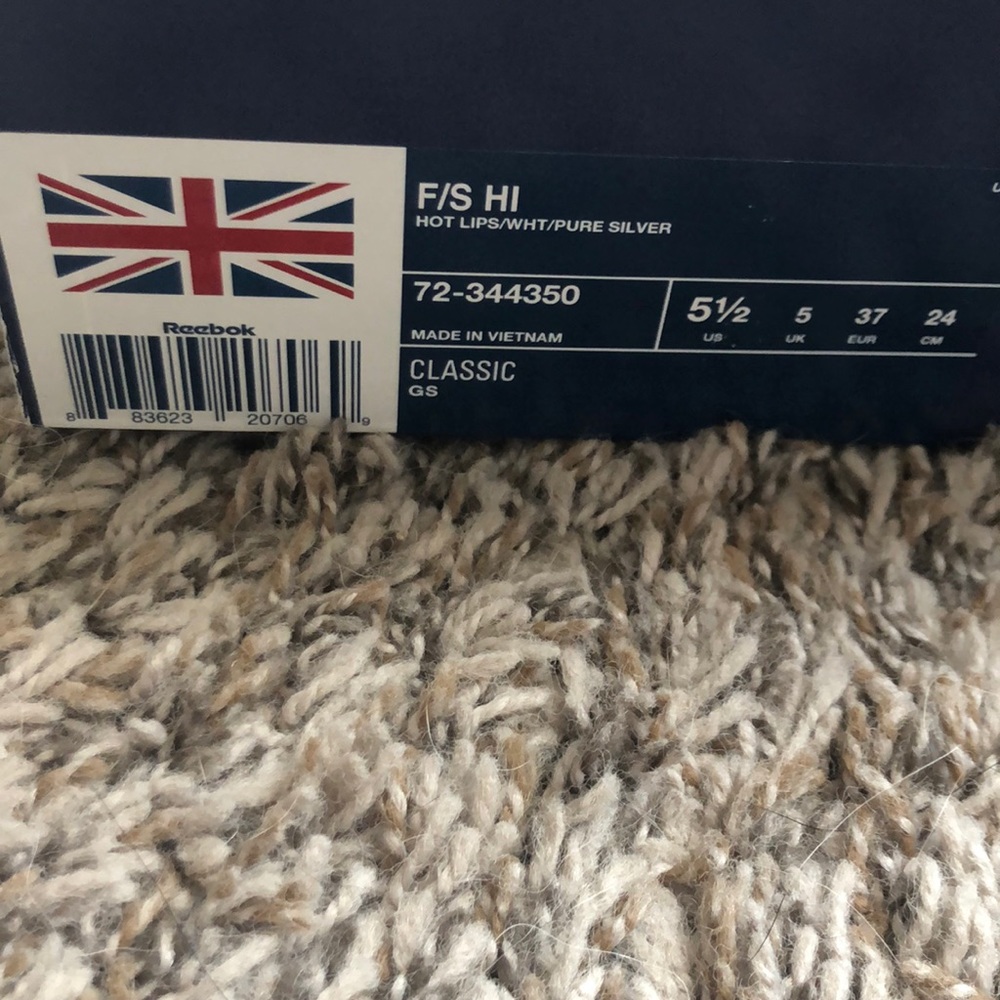 F/S HI
HOT LIPS/WHT/PURE SILVER
72-344350
MADE IN VIETNAM
5½ 5 37 24
US UK EUR CM
CLASSIC
GS
Reebok
8 83623 20706 9